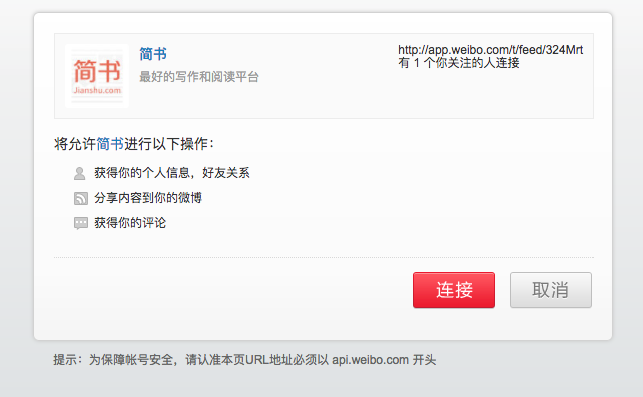 简书
Jianshu.com
简书
最好的写作和阅读平台
http://app.weibo.com/t/feed/324Mrt
有 1 个你关注的人连接
将允许简书进行以下操作：
获得你的个人信息，好友关系
分享内容到你的微博
获得你的评论
连接
取消
提示：为保障帐号安全，请认准本页URL地址必须以 api.weibo.com 开头